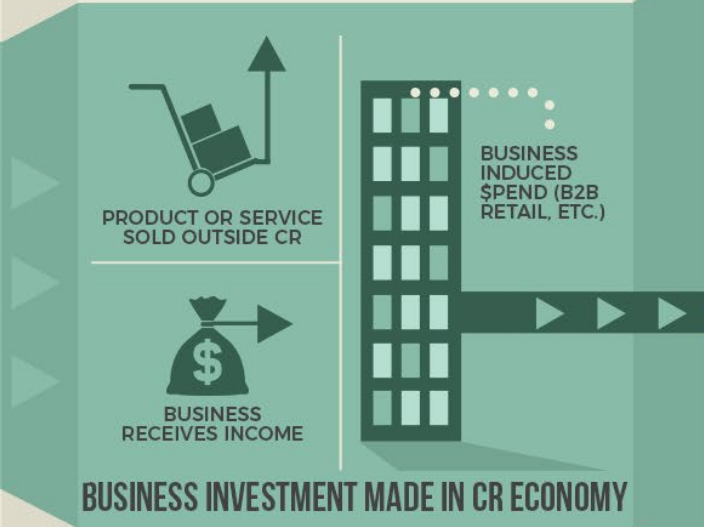 PRODUCT OR SERVICE
SOLD OUTSIDE CR
$
BUSINESS
RECEIVES INCOME
BUSINESS
INDUCED
$PEND (B2B
RETAIL, ETC.)
BUSINESS INVESTMENT MADE IN CR ECONOMY